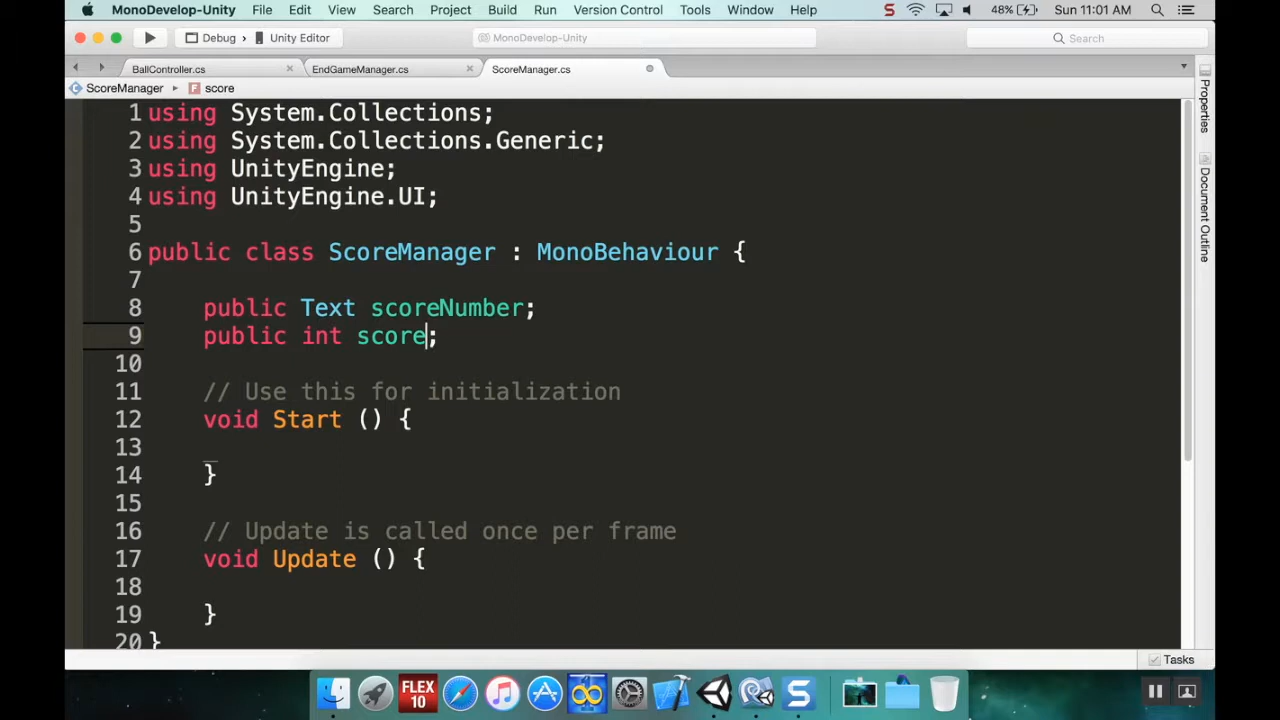 MonoDevelop-Unity File Edit View Search Project Build Run Version Control Tools Window Help S 48% Sun 11:01 AM
Debug › Unity Editor MonoDevelop-Unity Search
BallController.cs × EndGameManager.cs × ScoreManager.cs
ScoreManager ▸ F score
1 using System.Collections;
2 using System.Collections.Generic;
3 using UnityEngine;
4 using UnityEngine.UI;
5
6 public class ScoreManager : MonoBehaviour {
7
8 public Text scoreNumber;
9 public int score;
10
11 // Use this for initialization
12 void Start () {
13
14 }
15
16 // Update is called once per frame
17 void Update () {
18
19 }
20 }
Properties
Document Outline
Tasks
FLEX
10
S